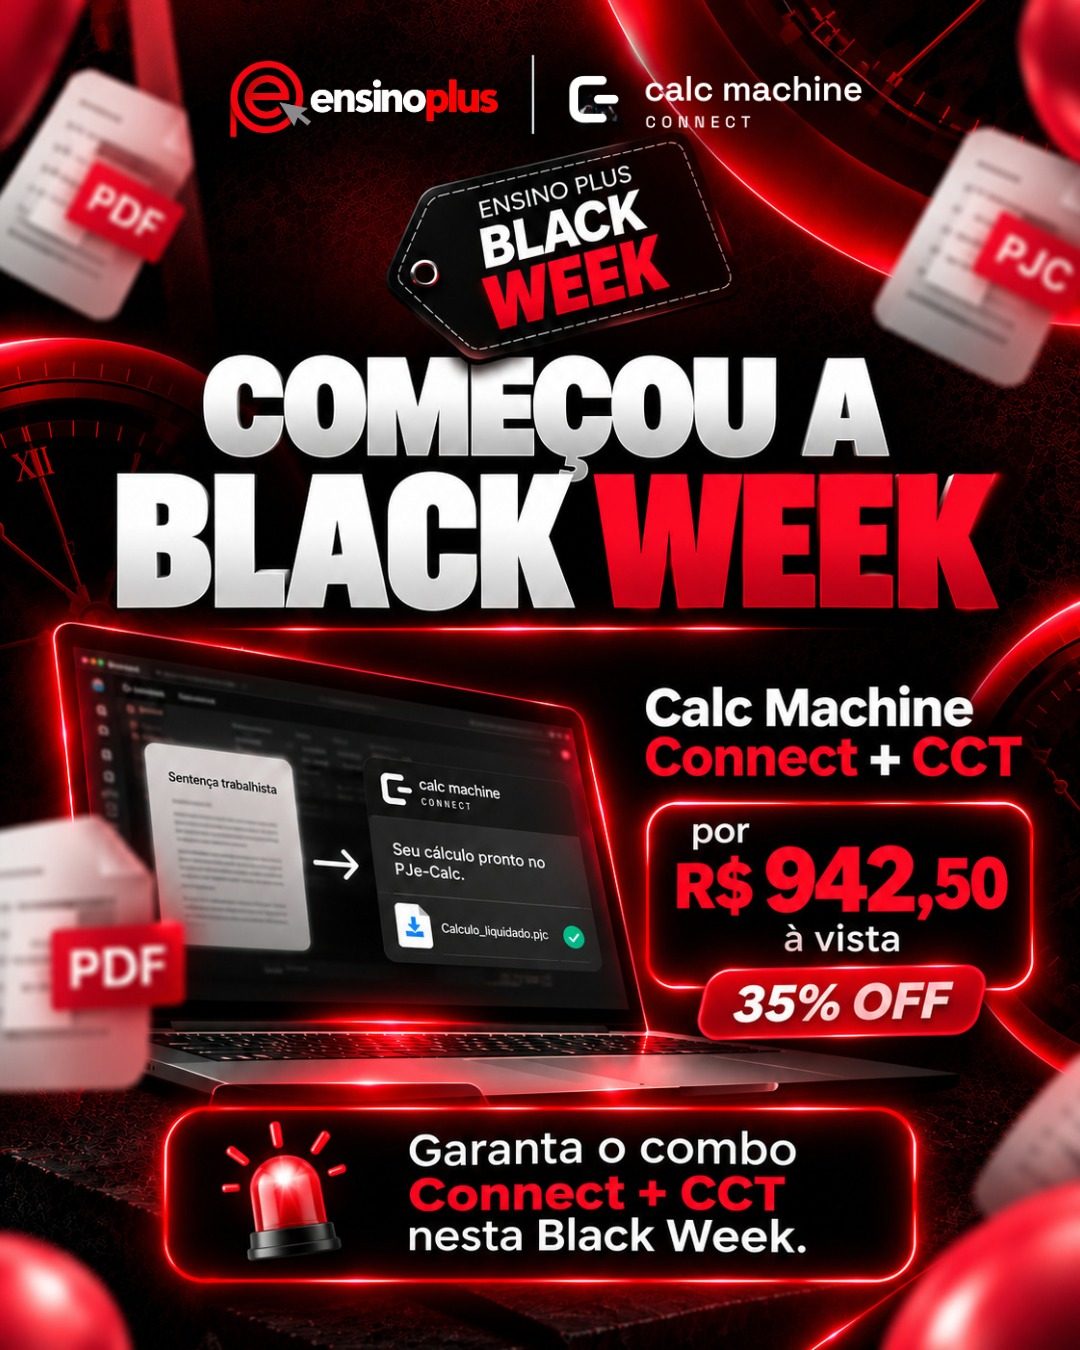 ensinoplus
calc machine
CONNECT
ENSINO PLUS
BLACK
WEEK
PDF
PJC
COMEÇOU A
BLACK WEEK
XII
Calc Machine
Connect + CCT
Sentença trabalhista
calc machine
CONNECT
Seu cálculo pronto no
PJe-Calc.
Calculo_liquidado.pjc
por
R$ 942,50
à vista
35% OFF
PDF
Garanta o combo
Connect + CCT
nesta Black Week.